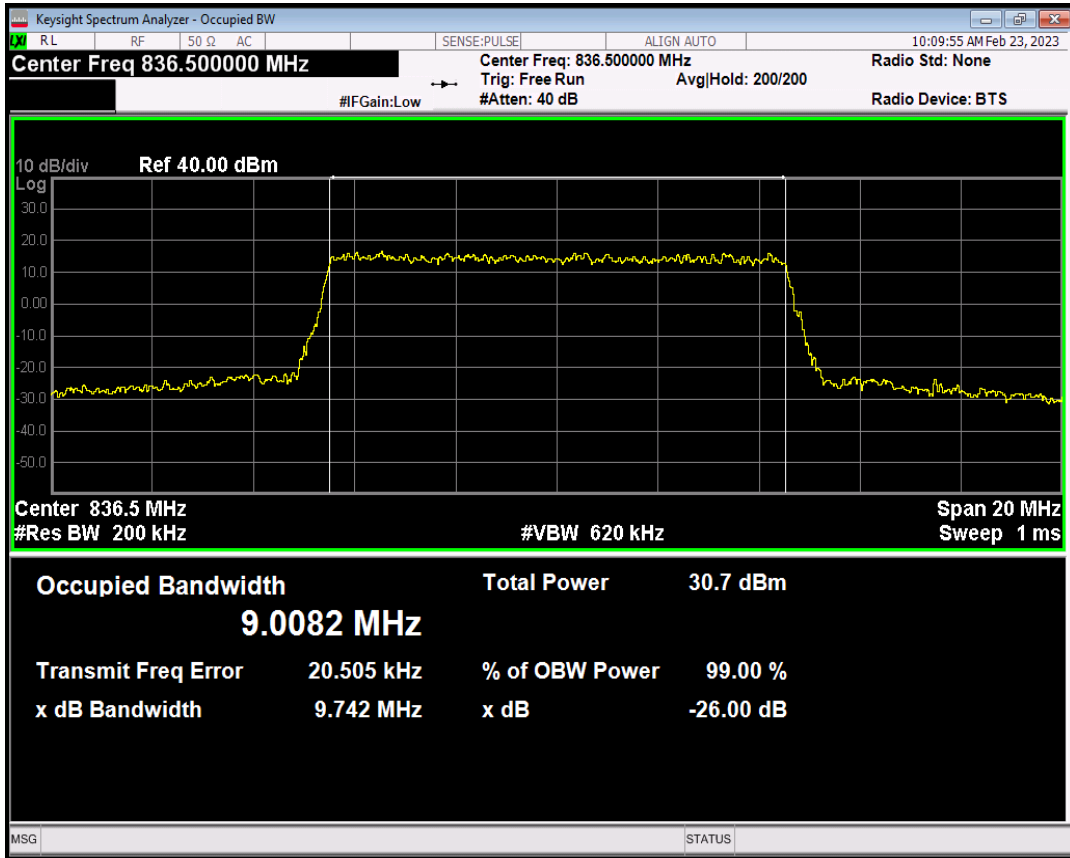 Keysight Spectrum Analyzer - Occupied BW
LXI RL RF 50 Ω AC SENSE:PULSE ALIGN AUTO 10:09:55 AM Feb 23, 2023
Center Freq 836.500000 MHz Center Freq: 836.500000 MHz Radio Std: None
Trig: Free Run Avg|Hold: 200/200
#IFGain:Low #Atten: 40 dB Radio Device: BTS
10 dB/div Ref 40.00 dBm
Log
30.0
20.0
10.0
0.00
-10.0
-20.0
-30.0
-40.0
-50.0
Center 836.5 MHz Span 20 MHz
#Res BW 200 kHz #VBW 620 kHz Sweep 1 ms
Occupied Bandwidth Total Power 30.7 dBm
9.0082 MHz
Transmit Freq Error 20.505 kHz % of OBW Power 99.00 %
x dB Bandwidth 9.742 MHz x dB -26.00 dB
MSG STATUS